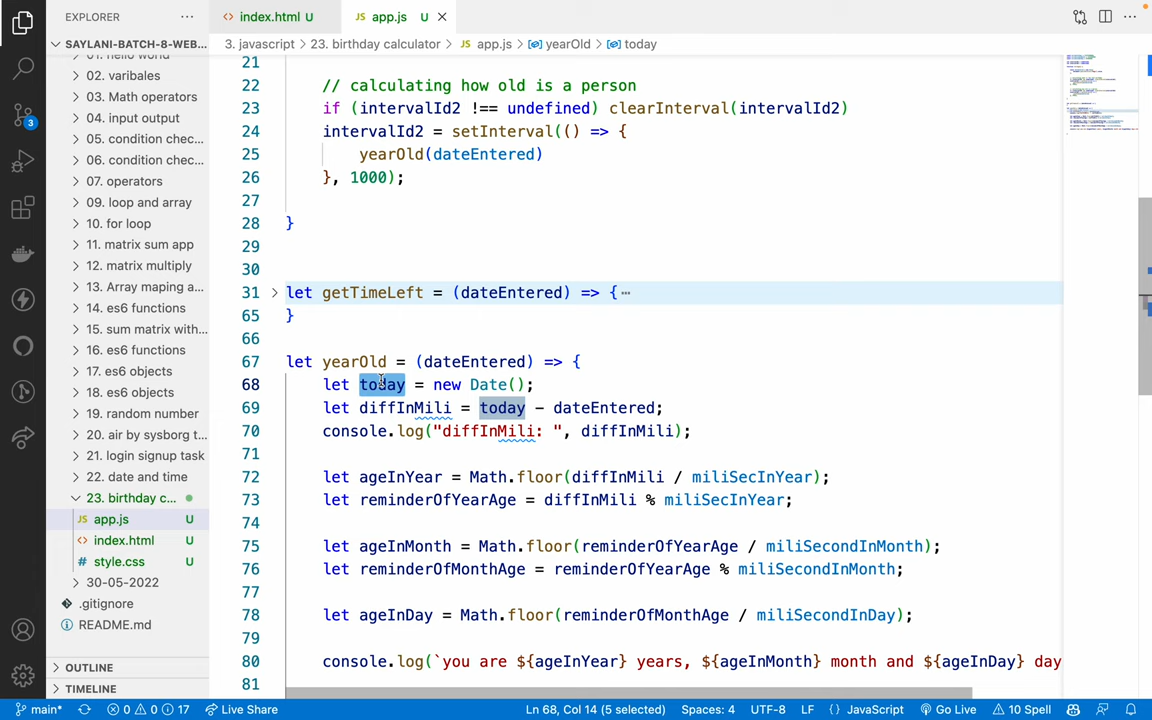 EXPLORER
index.html U
app.js U
SAYLANI-BATCH-8-WEB...
3. javascript > 23. birthday calculator > JS app.js > yearOld > today
01. hello world
02. varibales
03. Math operators
04. input output
05. condition chec...
06. condition chec...
07. operators
09. loop and array
10. for loop
11. matrix sum app
12. matrix multiply
13. Array maping a...
14. es6 functions
15. sum matrix with...
16. es6 functions
17. es6 objects
18. es6 objects
19. random number
20. air by sysborg t...
21. login signup task
22. date and time
23. birthday c...
JS app.js U
<> index.html U
# style.css U
30-05-2022
.gitignore
README.md
OUTLINE
TIMELINE
3
21
22 // calculating how old is a person
23 if (intervalId2 !== undefined) clearInterval(intervalId2)
24 intervalId2 = setInterval(() => {
25 yearOld(dateEntered)
26 }, 1000);
27
28 }
29
30
31 let getTimeLeft = (dateEntered) => {⋯
65 }
66
67 let yearOld = (dateEntered) => {
68 let today = new Date();
69 let diffInMili = today - dateEntered;
70 console.log("diffInMili: ", diffInMili);
71
72 let ageInYear = Math.floor(diffInMili / miliSecInYear);
73 let reminderOfYearAge = diffInMili % miliSecInYear;
74
75 let ageInMonth = Math.floor(reminderOfYearAge / miliSecondInMonth);
76 let reminderOfMonthAge = reminderOfYearAge % miliSecondInMonth;
77
78 let ageInDay = Math.floor(reminderOfMonthAge / miliSecondInDay);
79
80 console.log(`you are ${ageInYear} years, ${ageInMonth} month and ${ageInDay} day
81
main* 0 0 17 Live Share Ln 68, Col 14 (5 selected) Spaces: 4 UTF-8 LF {} JavaScript Go Live 10 Spell